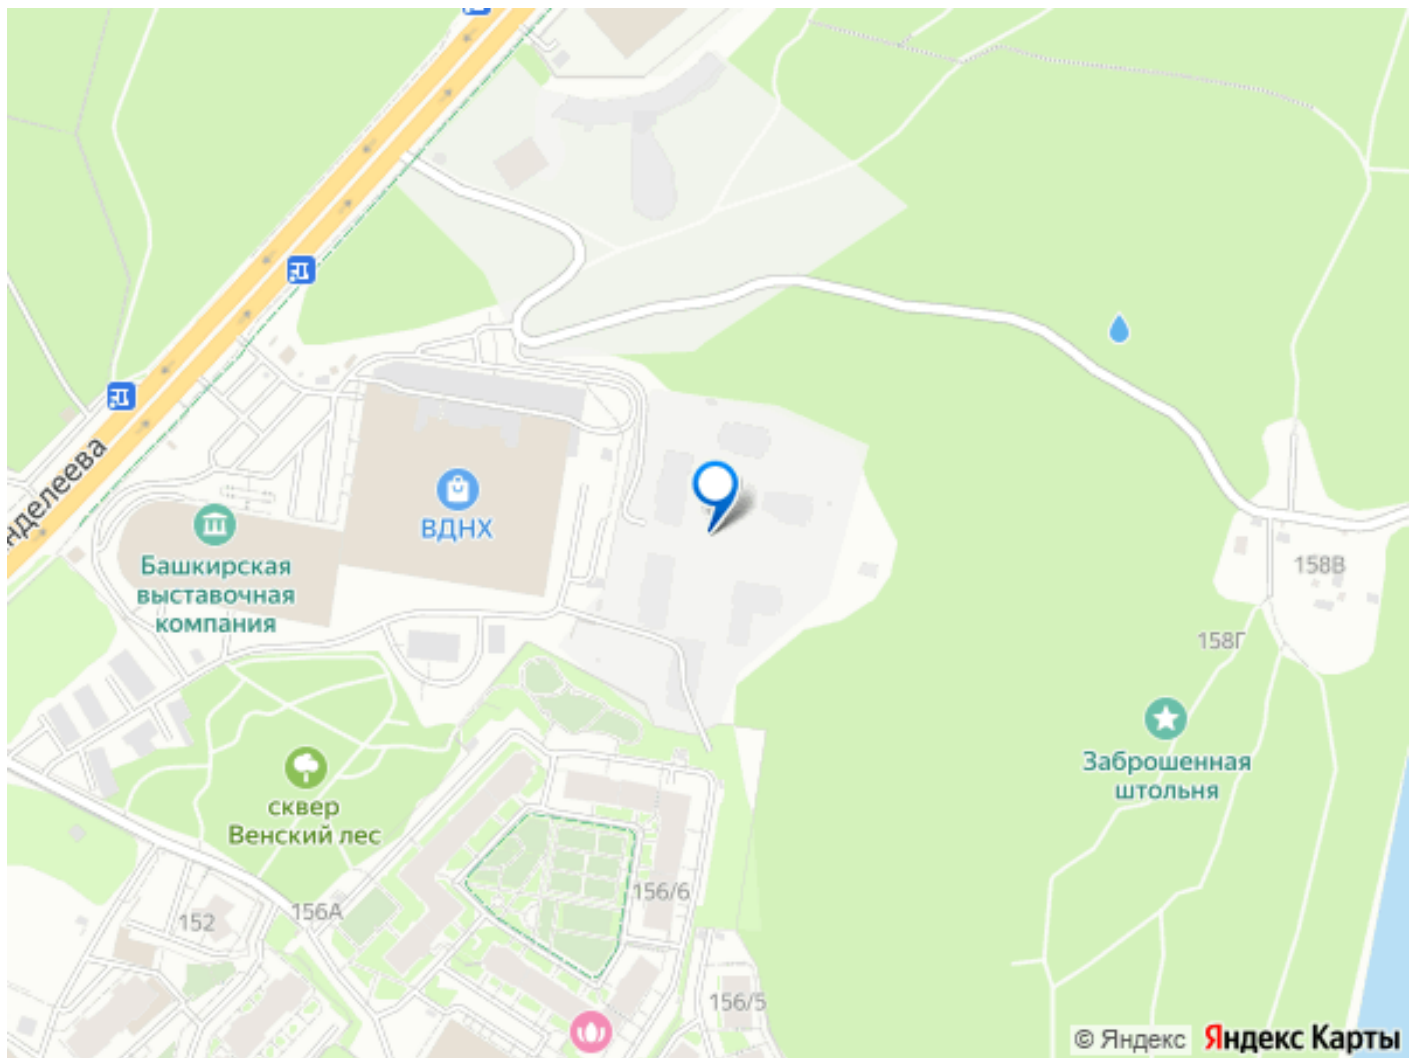 нделеева
ВДНХ
Башкирская
выставочная
компания
158В
158Г
Заброшенная
штольня
сквер
Венский лес
156/6
156А
152
156/5
© Яндекс Яндекс Карты